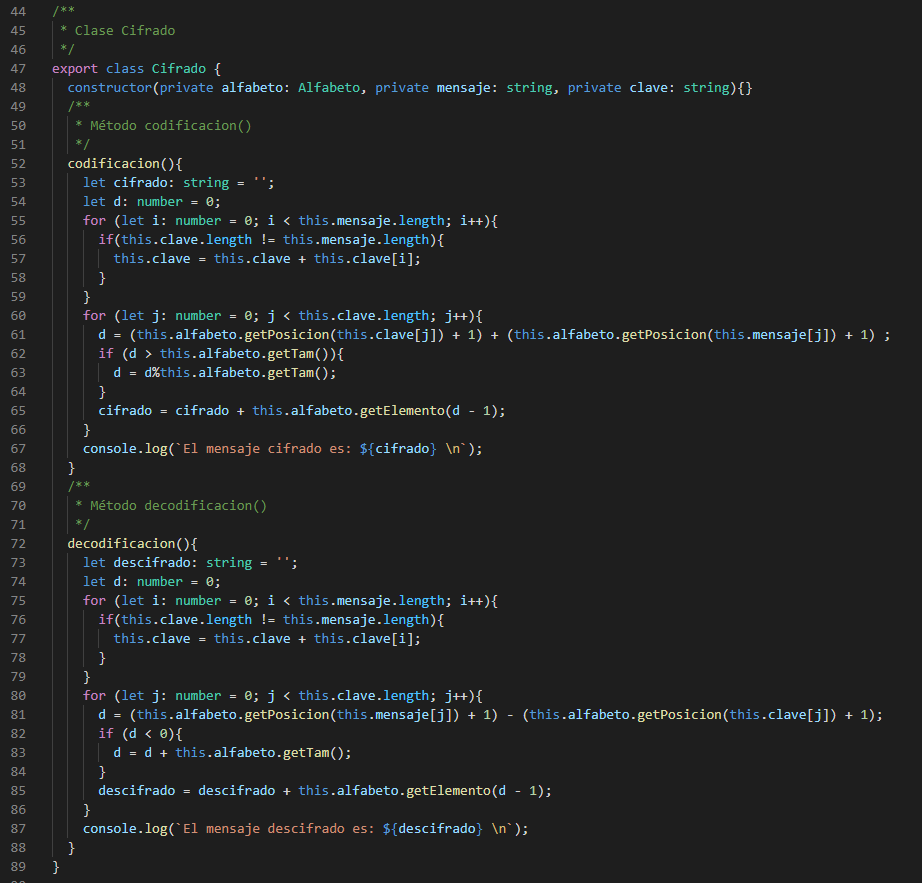 44 /**
45  * Clase Cifrado
46  */
47 export class Cifrado {
48   constructor(private alfabeto: Alfabeto, private mensaje: string, private clave: string){}
49   /**
50    * Método codificacion()
51    */
52   codificacion(){
53     let cifrado: string = '';
54     let d: number = 0;
55     for (let i: number = 0; i < this.mensaje.length; i++){
56       if(this.clave.length != this.mensaje.length){
57         this.clave = this.clave + this.clave[i];
58       }
59     }
60     for (let j: number = 0; j < this.clave.length; j++){
61       d = (this.alfabeto.getPosicion(this.clave[j]) + 1) + (this.alfabeto.getPosicion(this.mensaje[j]) + 1) ;
62       if (d > this.alfabeto.getTam()){
63         d = d%this.alfabeto.getTam();
64       }
65       cifrado = cifrado + this.alfabeto.getElemento(d - 1);
66     }
67     console.log(`El mensaje cifrado es: ${cifrado} \n`);
68   }
69   /**
70    * Método decodificacion()
71    */
72   decodificacion(){
73     let descifrado: string = '';
74     let d: number = 0;
75     for (let i: number = 0; i < this.mensaje.length; i++){
76       if(this.clave.length != this.mensaje.length){
77         this.clave = this.clave + this.clave[i];
78       }
79     }
80     for (let j: number = 0; j < this.clave.length; j++){
81       d = (this.alfabeto.getPosicion(this.mensaje[j]) + 1) - (this.alfabeto.getPosicion(this.clave[j]) + 1);
82       if (d < 0){
83         d = d + this.alfabeto.getTam();
84       }
85       descifrado = descifrado + this.alfabeto.getElemento(d - 1);
86     }
87     console.log(`El mensaje descifrado es: ${descifrado} \n`);
88   }
89 }